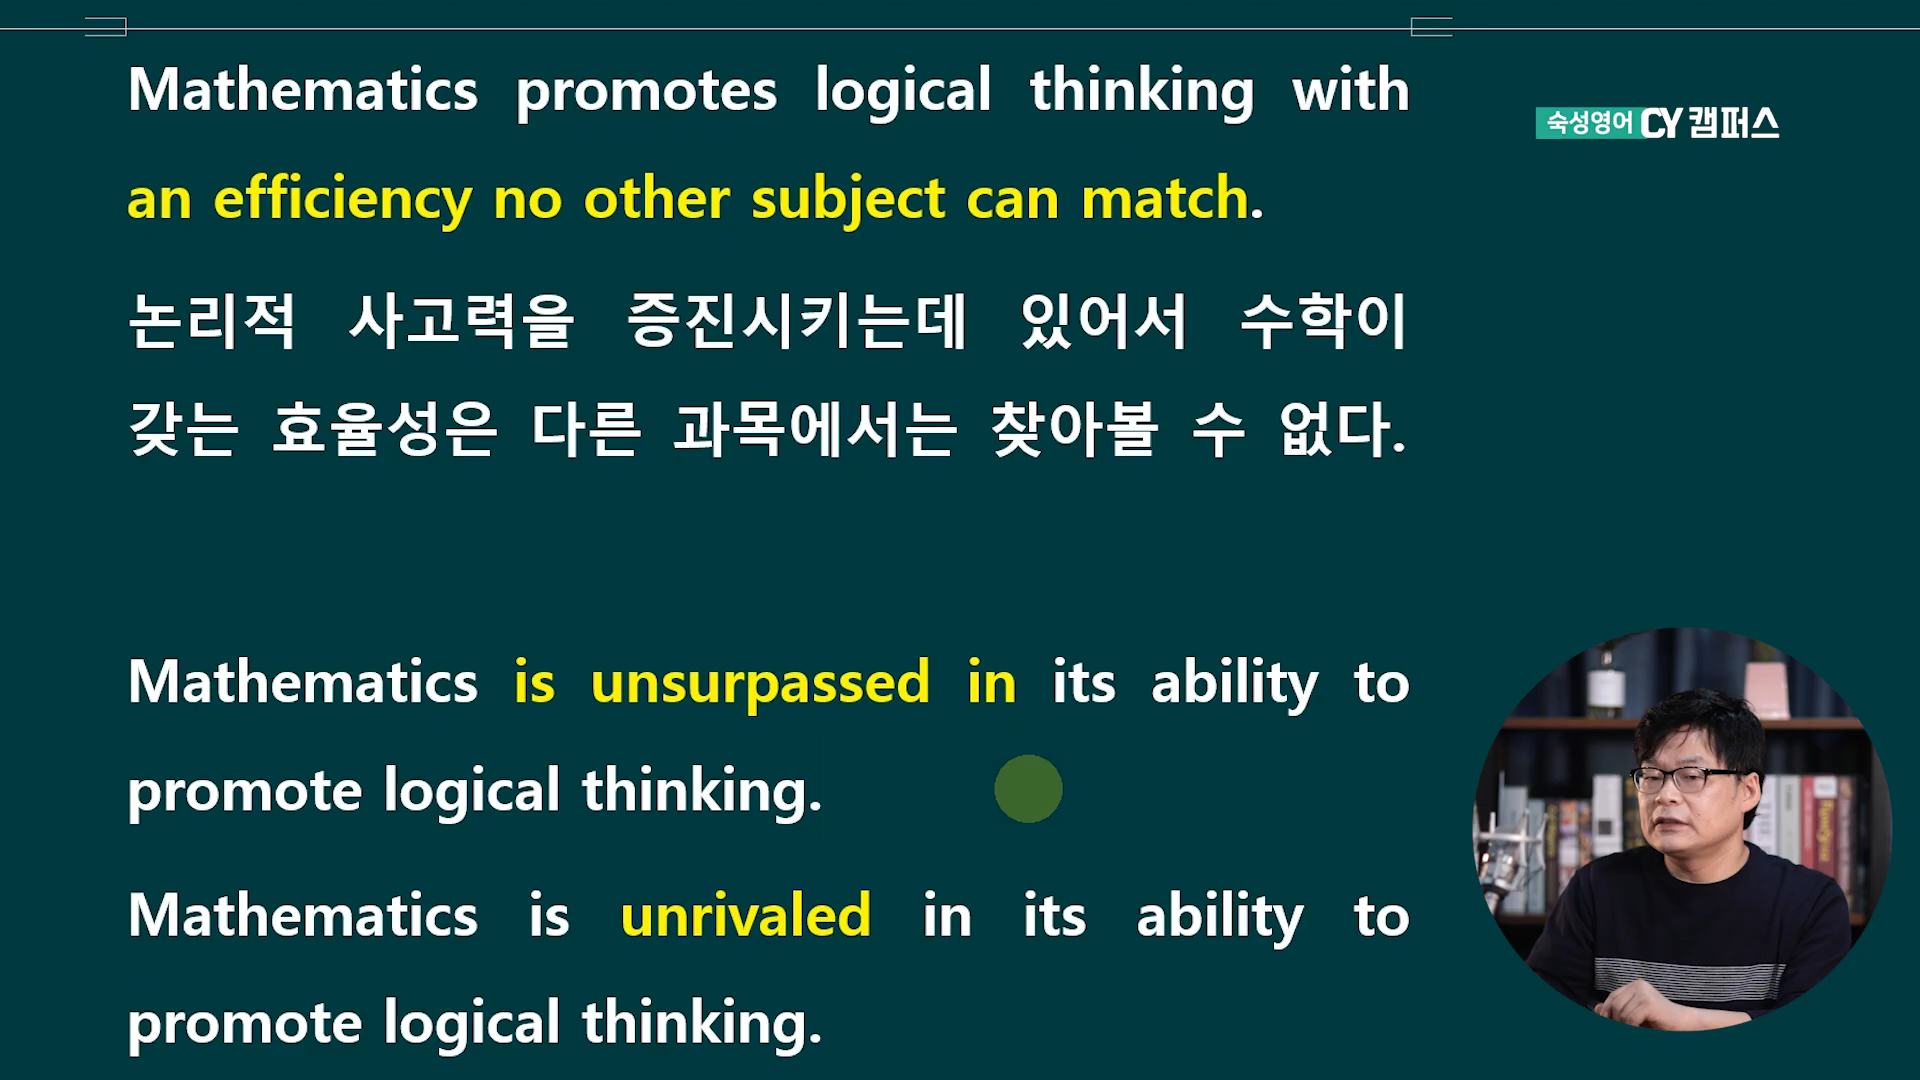 Mathematics promotes logical thinking with
an efficiency no other subject can match.
숙성영어 CY 캠퍼스
논리적 사고력을 증진시키는데 있어서 수학이
갖는 효율성은 다른 과목에서는 찾아볼 수 없다.
Mathematics is unsurpassed in its ability to
promote logical thinking.
Mathematics is unrivaled in its ability to
promote logical thinking.